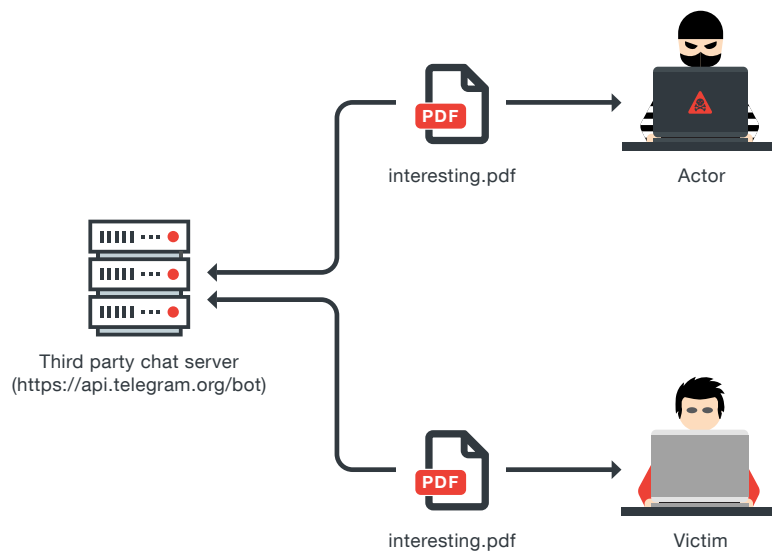 PDF
interesting.pdf
Actor
Third party chat server
(https://api.telegram.org/bot)
PDF
interesting.pdf
Victim